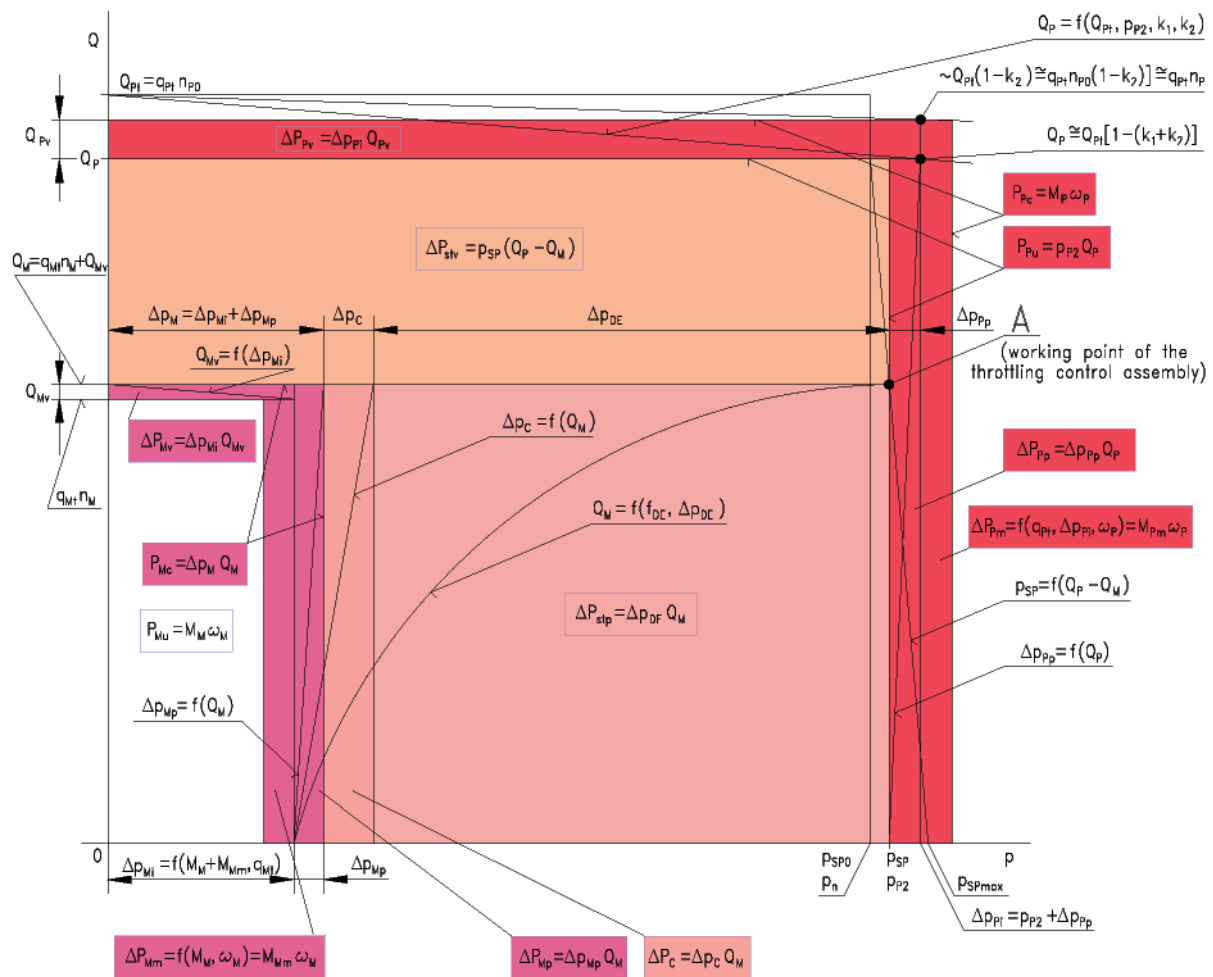 Q
Q_P = f(Q_Pt, p_P2, k_1, k_2)
Q_Pt = q_Pt n_P0
~Q_Pt(1-k_2) ≅ q_Pt n_P0(1-k_2)] ≅ q_Pt n_P
Q_Pv
ΔP_Pv = Δp_Pi Q_Pv
Q_P ≅ Q_Pt[1-(k_1+k_2)]
Q_P
P_Pc = M_P ω_P
P_Pu = p_P2 Q_P
ΔP_stv = p_SP(Q_P - Q_M)
Q_M = q_Mt n_M + Q_Mv
Δp_M = Δp_Mi + Δp_Mp
Δp_C
Δp_DE
Δp_Pp
A
(working point of the
throttling control assembly)
Q_Mv = f(Δp_Mi)
Q_Mv
Δp_C = f(Q_M)
ΔP_Mv = Δp_Mi Q_Mv
ΔP_Pp = Δp_Pp Q_P
q_Mt n_M
Q_M = f(f_DE, Δp_DE)
ΔP_Pm = f(q_Pt, Δp_Pi, ω_P) = M_Pm ω_P
P_Mc = Δp_M Q_M
p_SP = f(Q_P - Q_M)
ΔP_stp = Δp_DE Q_M
P_Mu = M_M ω_M
Δp_Pp = f(Q_P)
Δp_Mp = f(Q_M)
0
Δp_Mi = f(M_M + M_Mm, q_Mt)
Δp_Mp
p_SP0
p_n
p_SP
p_P2
p_SPmax
p
Δp_Pi = p_P2 + Δp_Pp
ΔP_Mm = f(M_M, ω_M) = M_Mm ω_M
ΔP_Mp = Δp_Mp Q_M
ΔP_C = Δp_C Q_M